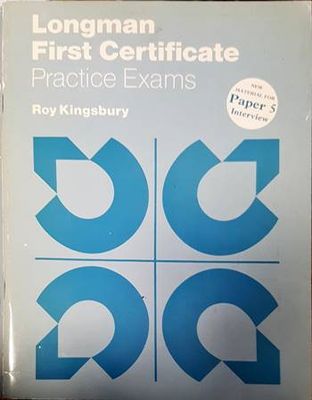 Longman
First Certificate
Practice Exams
Roy Kingsbury
NEW
MATERIAL FOR
Paper 5
Interview